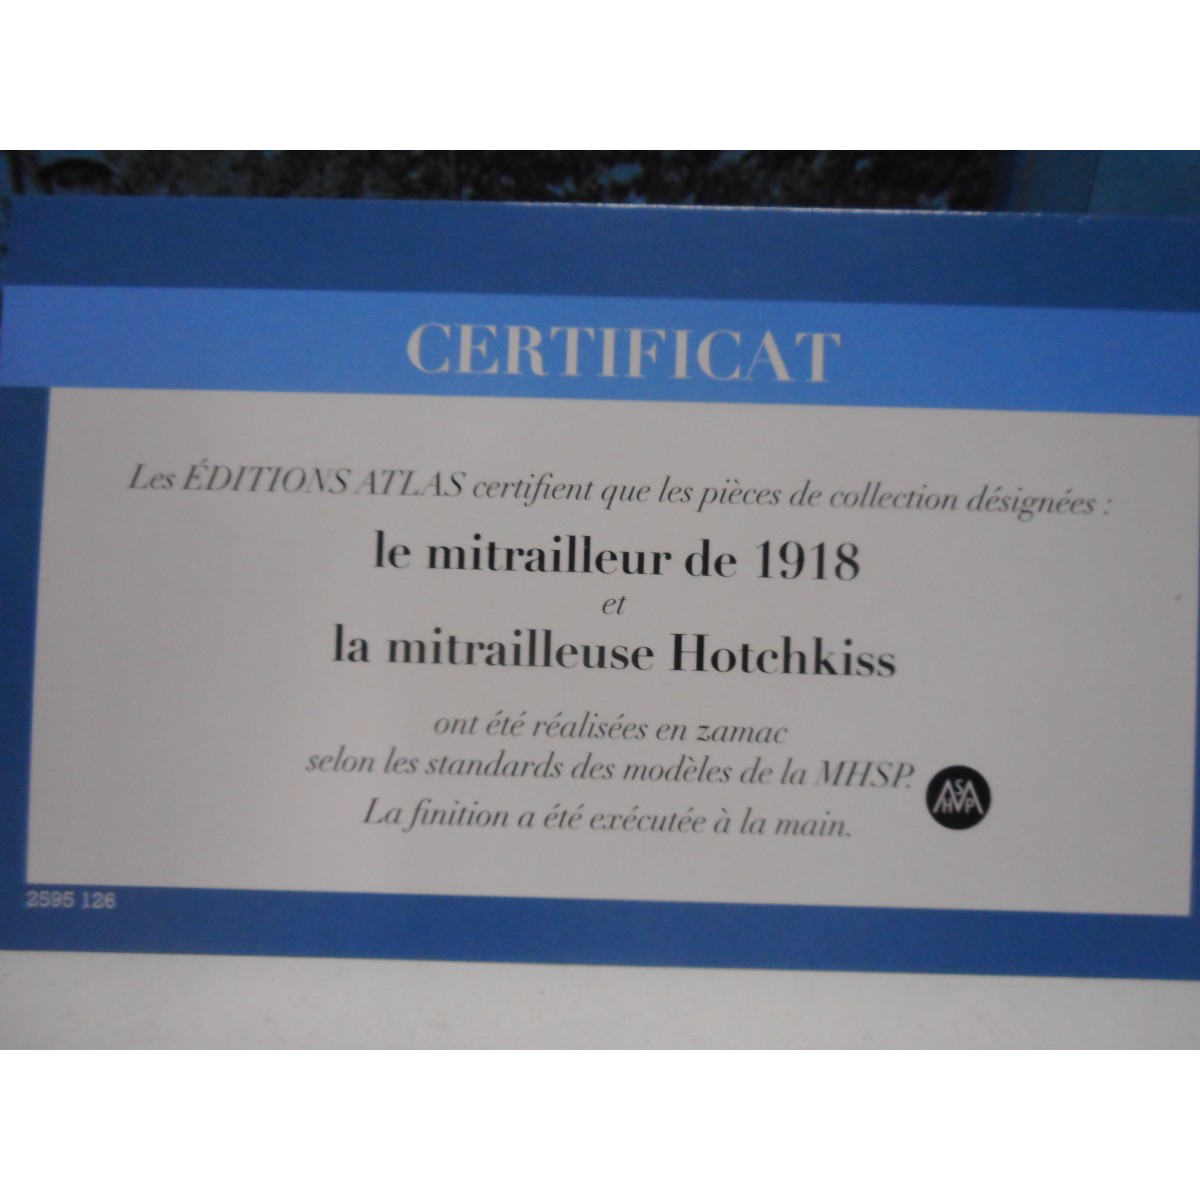 CERTIFICAT
Les ÉDITIONS ATLAS certifient que les pièces de collection désignées :
le mitrailleur de 1918
et
la mitrailleuse Hotchkiss
ont été réalisées en zamac
selon les standards des modèles de la MHSP.
La finition a été exécutée à la main.
MHSP
2595 126